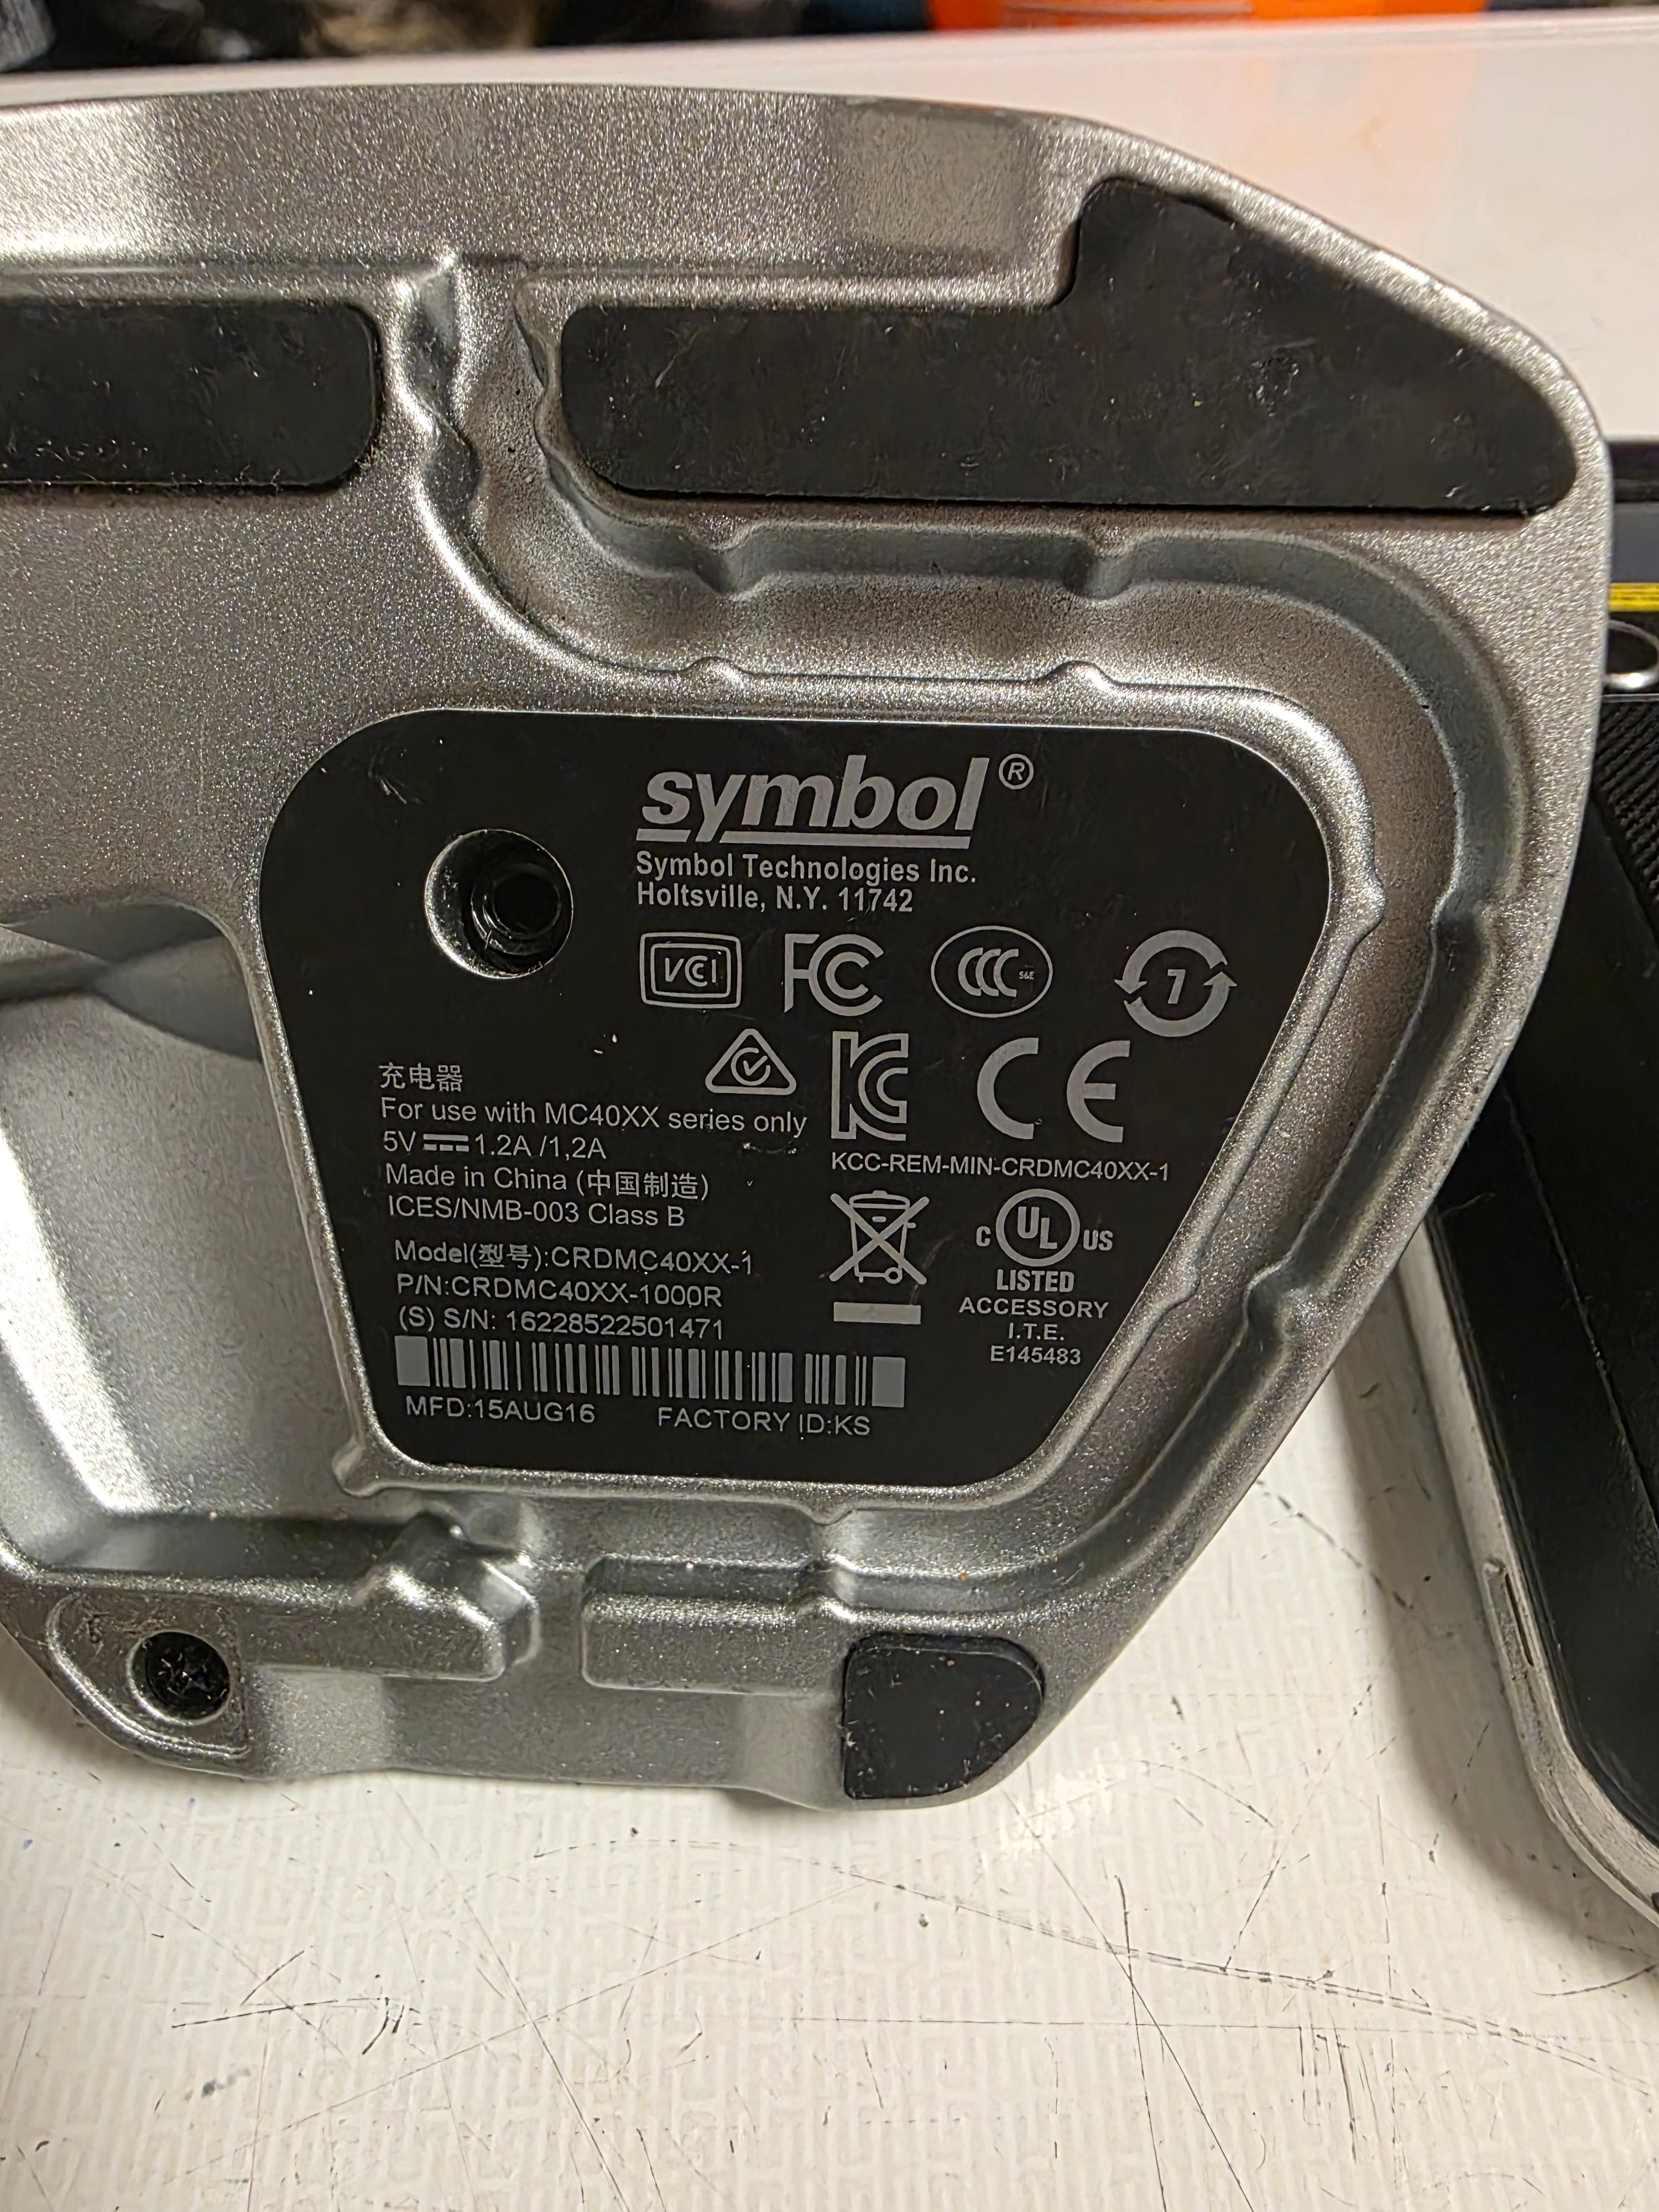 symbol®
Symbol Technologies Inc.
Holtsville, N.Y. 11742
VCI FC CCC S&E 7
KC CE
充电器
For use with MC40XX series only
5V ⎓ 1.2A /1,2A
Made in China (中国制造)
ICES/NMB-003 Class B
KCC-REM-MIN-CRDMC40XX-1
Model(型号):CRDMC40XX-1
P/N:CRDMC40XX-1000R
(S) S/N: 16228522501471
MFD:15AUG16 FACTORY ID:KS
C UL US
LISTED
ACCESSORY
I.T.E.
E145483